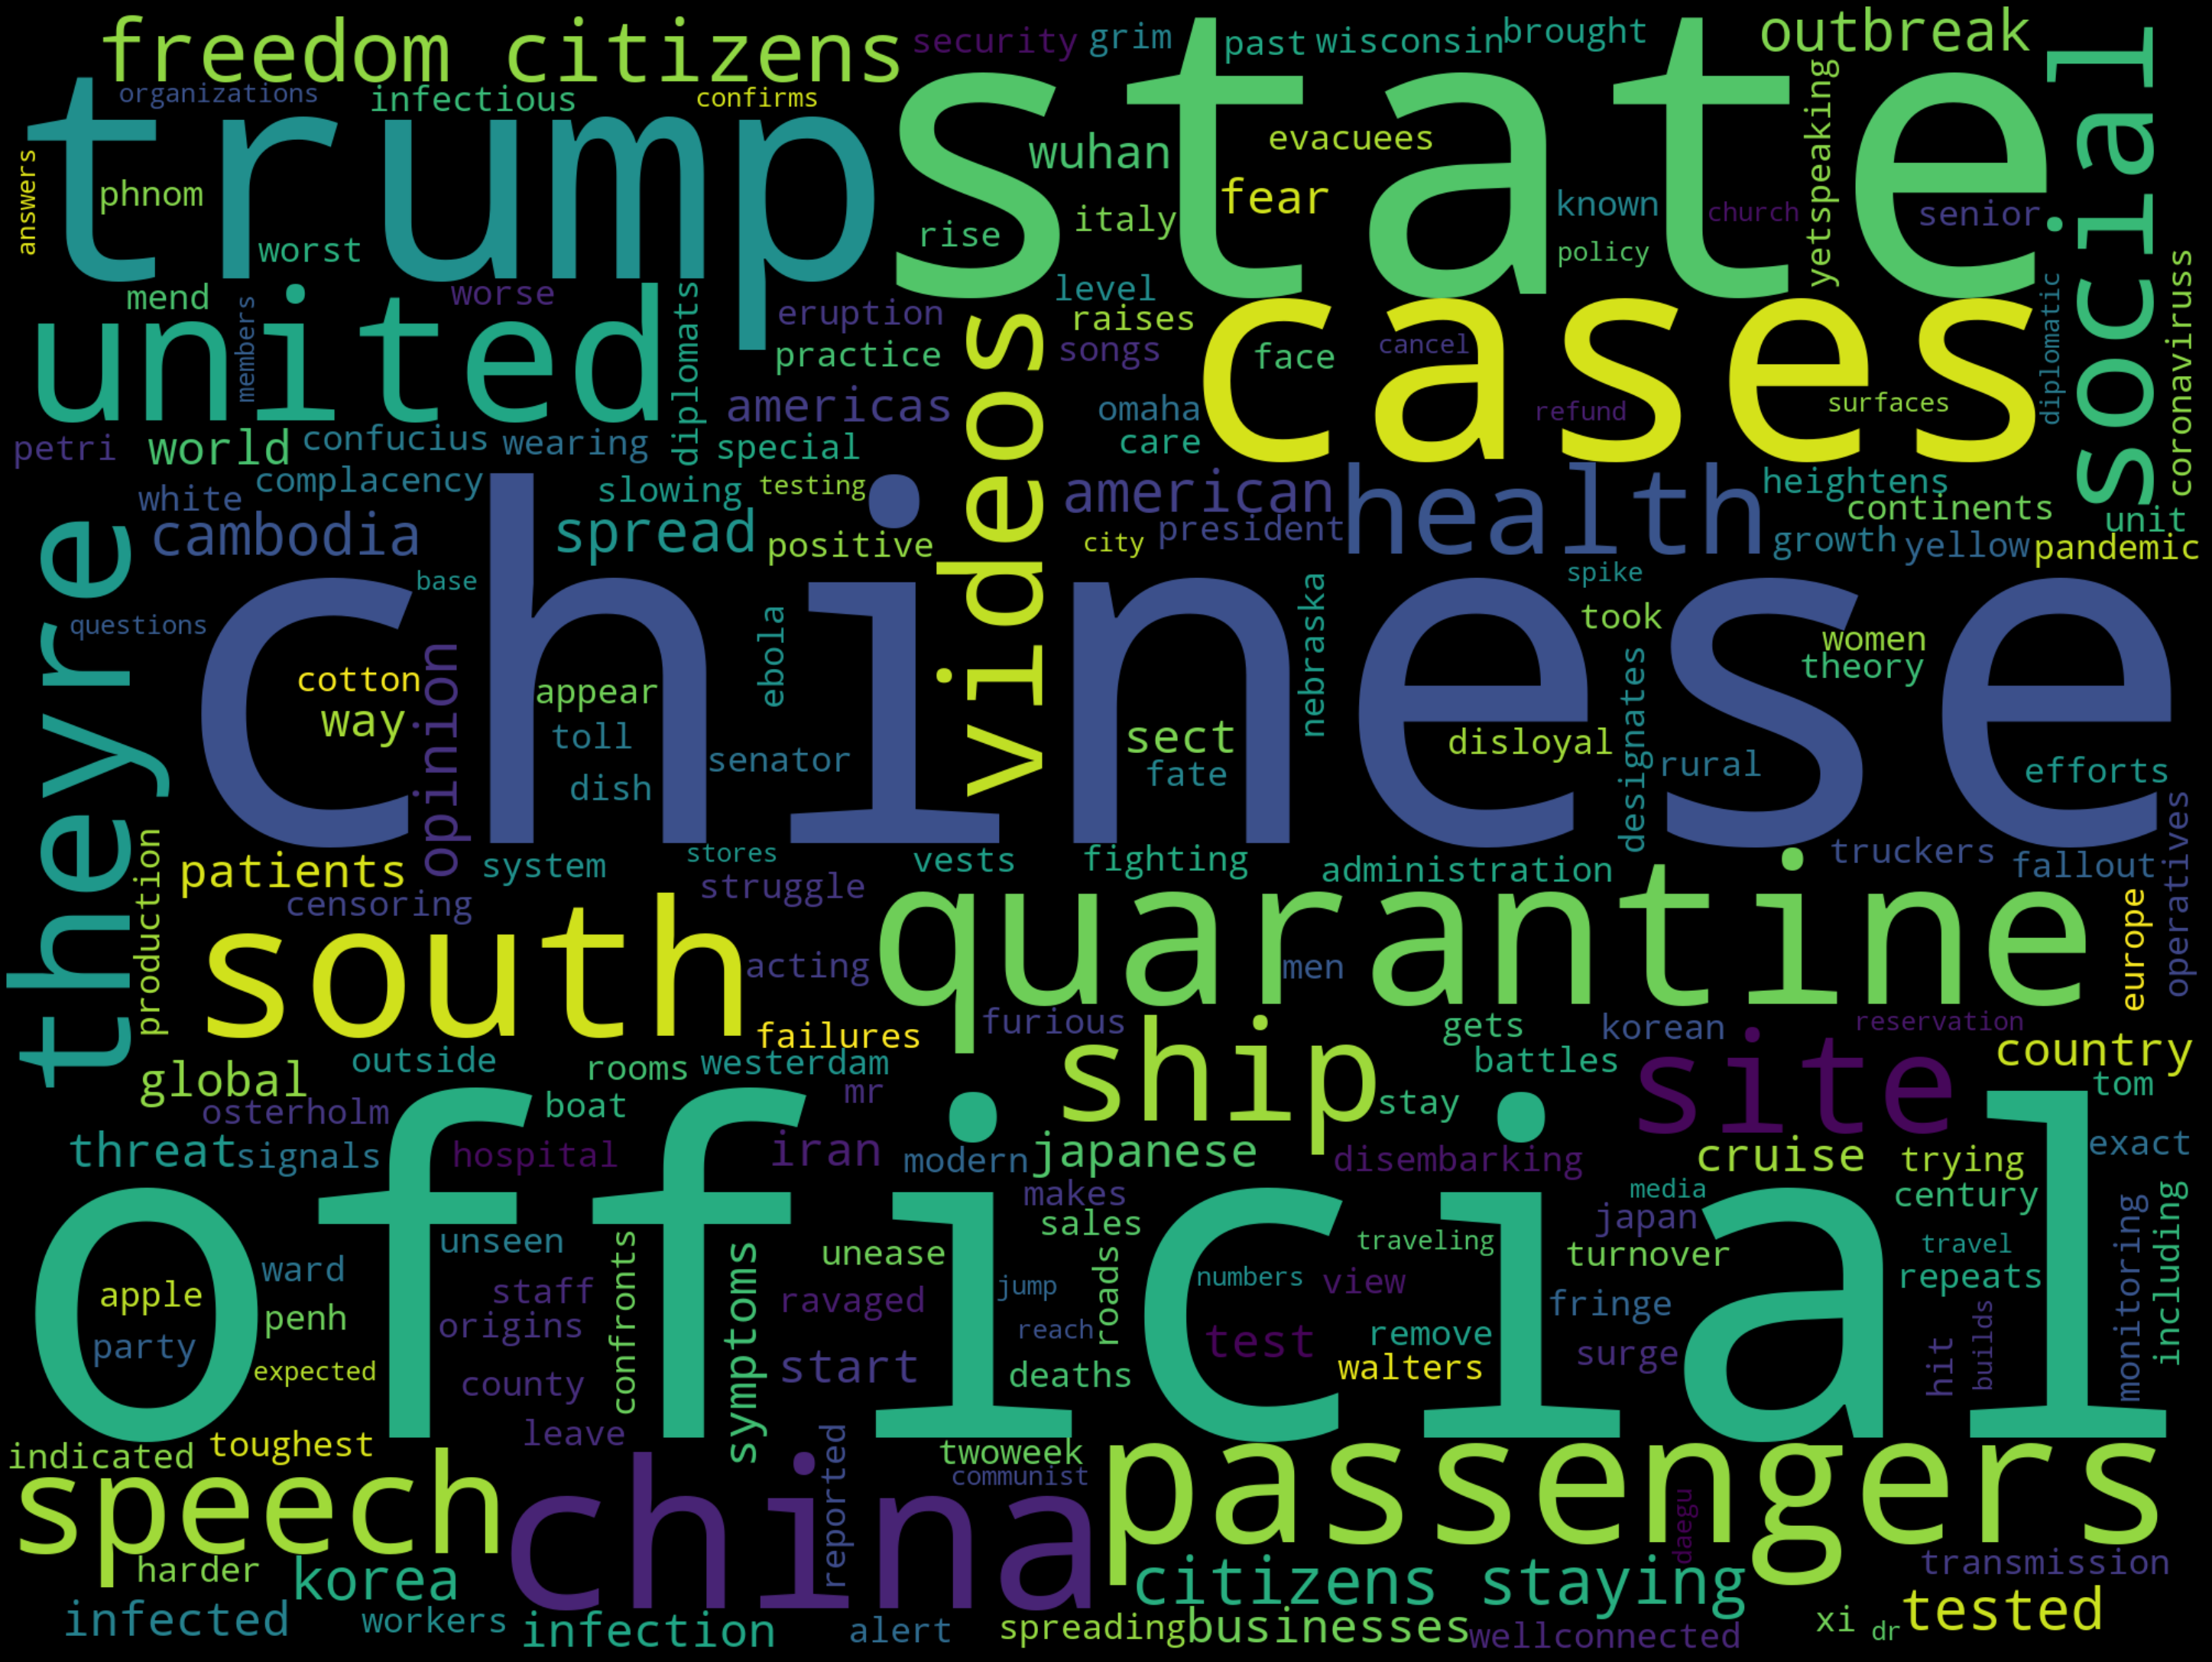 freedom citizens
security
grim
past
wisconsin
brought
outbreak
social
organizations
infectious
confirms
trump
state
answers
phnom
worst
wuhan
evacuees
fear
italy
rise
known
church
policy
yetspeaking
senior
mend
worse
united
members
diplomats
eruption
practice
level
raises
songs
face
cancel
cases
diplomatic
coronaviruss
videos
americas
omaha
refund
surfaces
petri
world
confucius
wearing
special
care
complacency
white
slowing
testing
american
health
heightens
continents
unit
cambodia
spread
positive
city
president
growth
yellow
pandemic
theyre
base
chinese
spike
questions
ebola
nebraska
took
women
theory
cotton
way
opinion
appear
toll
dish
senator
sect
fate
disloyal
designates
rural
efforts
operatives
production
patients
system
stores
vests
fighting
administration
truckers
fallout
censoring
struggle
south
quarantine
europe
acting
men
failures
furious
gets
korean
reservation
global
outside
rooms
westerdam
ship
battles
site
country
osterholm
boat
mr
stay
tom
threat
signals
hospital
iran
modern
japanese
disembarking
cruise
trying
exact
official
makes
media
century
sales
japan
monitoring
including
unseen
confronts
symptoms
unease
roads
traveling
turnover
travel
ward
apple
staff
ravaged
jump
numbers
view
fringe
repeats
penh
origins
reach
test
remove
party
surge
hit
builds
expected
county
start
deaths
walters
leave
reported
indicated
toughest
twoweek
communist
passengers
speech
china
daegu
harder
korea
citizens staying
transmission
infected
workers
infection
alert
spreading
businesses
wellconnected
xi
dr
tested